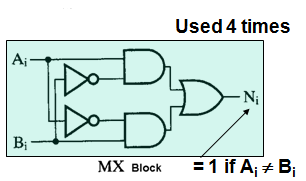 Used 4 times
Ai
Ni
Bi
MX Block
= 1 if Ai ≠ Bi